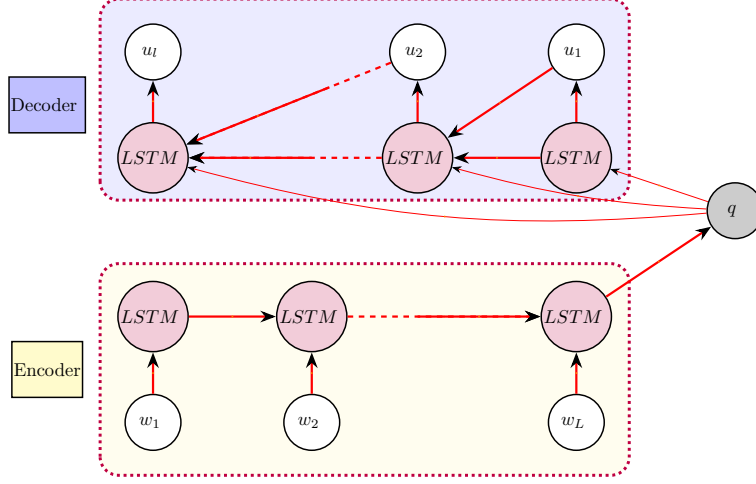 u_l
u_2
u_1
Decoder
LSTM
LSTM
LSTM
q
LSTM
LSTM
LSTM
Encoder
w_1
w_2
w_L